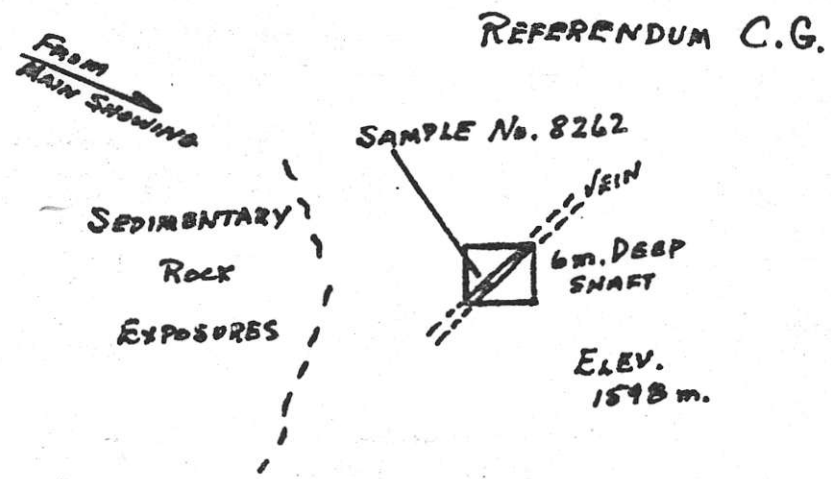 REFERENDUM C.G.
FROM
MAIN SHOWING
SAMPLE No. 8262
VEIN
SEDIMENTARY
ROCK
EXPOSURES
6m. DEEP
SHAFT
ELEV.
1598 m.